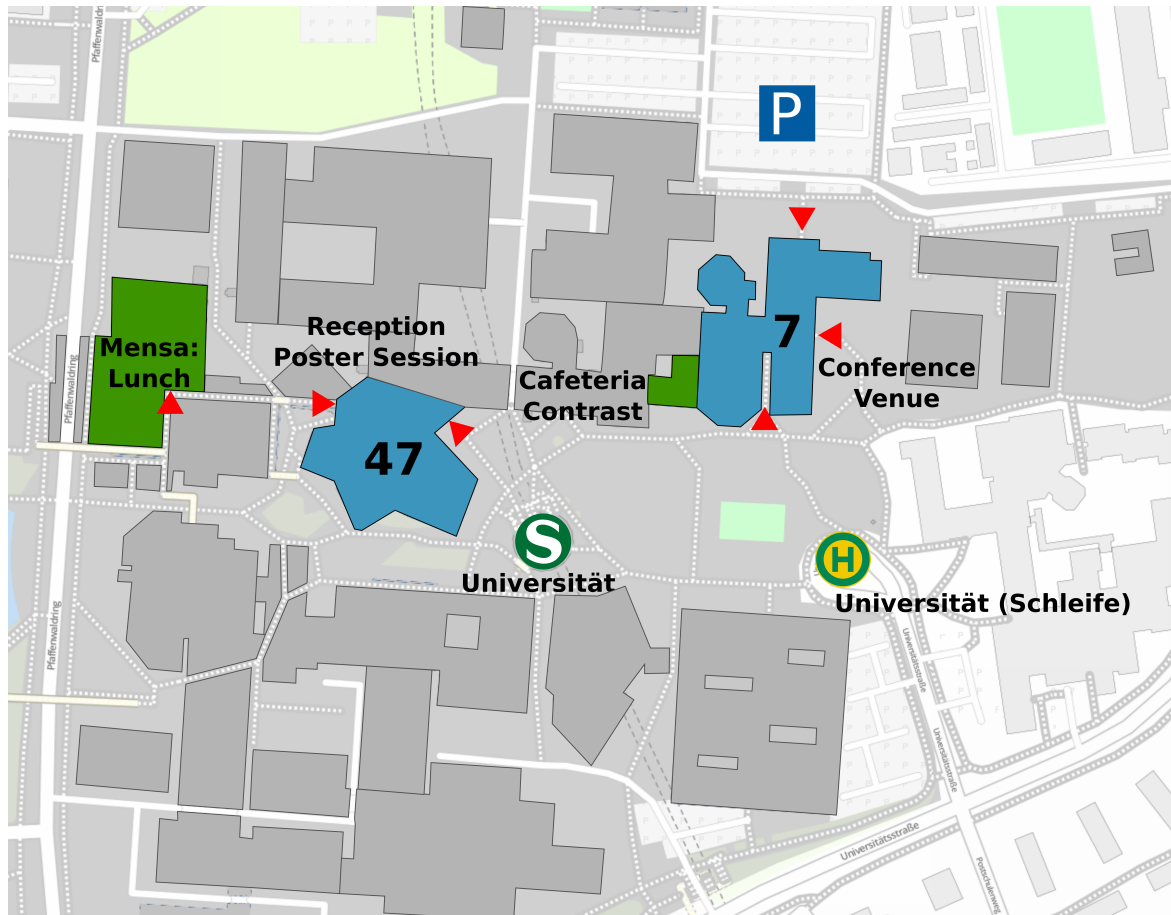 Pfaffenwaldring
P
Reception
Poster Session
Mensa:
Lunch
7
Conference
Venue
Cafeteria
Contrast
Pfaffenwaldring
47
S
Universität
H
Universität (Schleife)
Pfaffenwaldring
Universitätsstraße
Universitätsstraße
Universitätsstraße
Postschulenweg